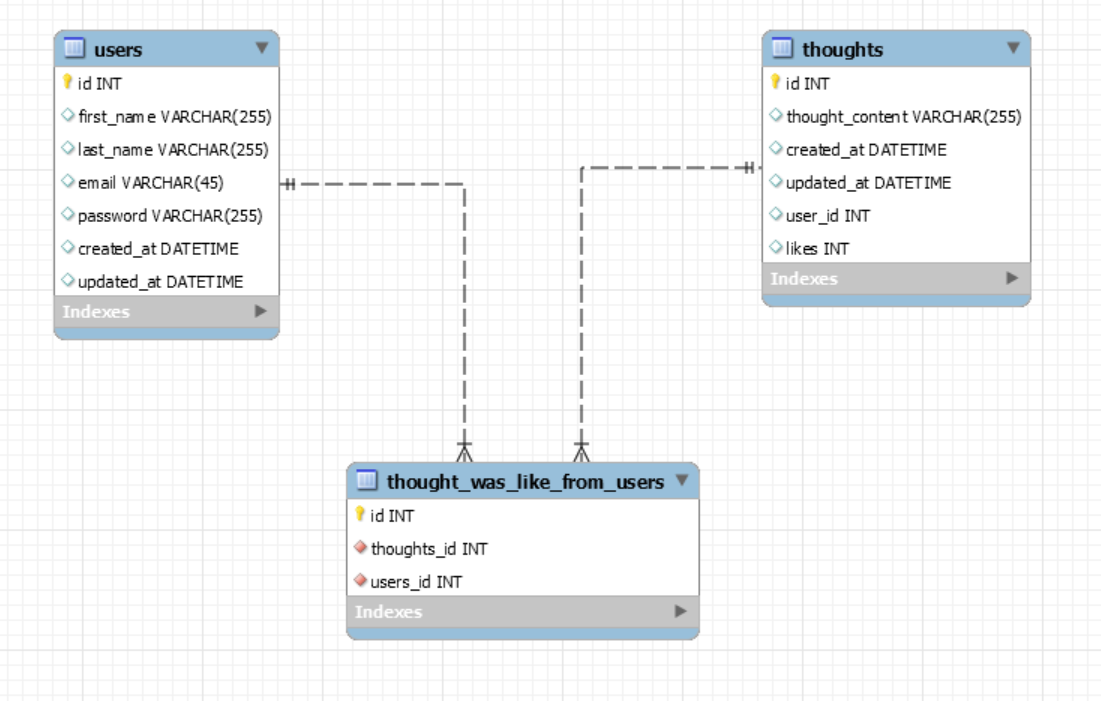 users
id INT
first_name VARCHAR(255)
last_name VARCHAR(255)
email VARCHAR(45)
password VARCHAR(255)
created_at DATETIME
updated_at DATETIME
Indexes
thoughts
id INT
thought_content VARCHAR(255)
created_at DATETIME
updated_at DATETIME
user_id INT
likes INT
Indexes
thought_was_like_from_users
id INT
thoughts_id INT
users_id INT
Indexes